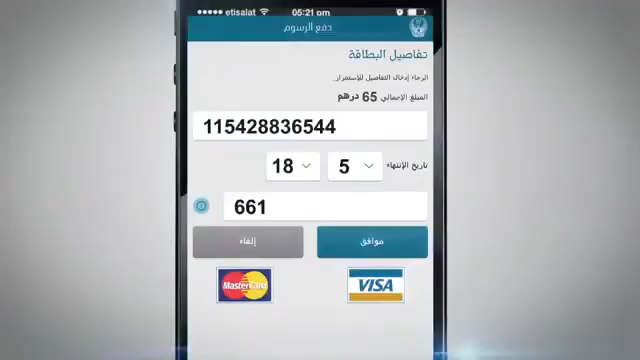 etisalat 05:21 pm
دفع الرسوم
تفاصيل البطاقة
الرجاء إدخال التفاصيل للإستمرار.
المبلغ الإجمالي 65 درهم
115428836544
تاريخ الإنتهاء 5 18
661
موافق إلغاء
VISA MasterCard